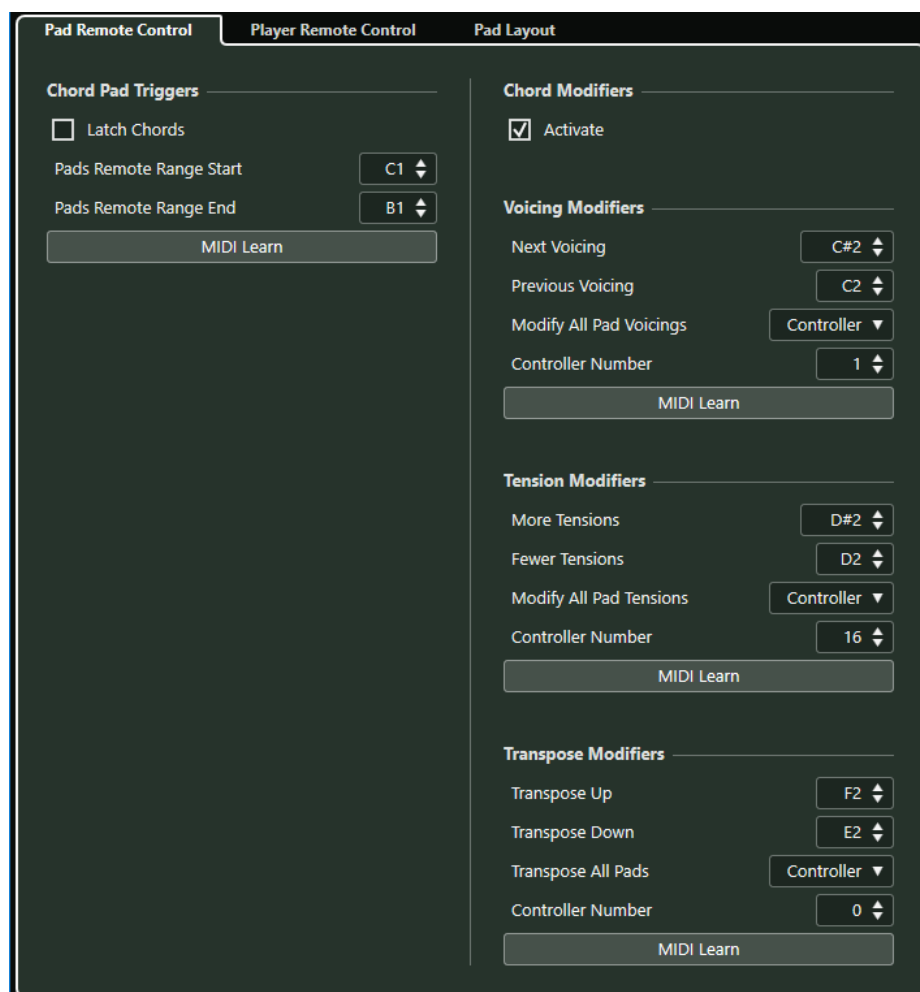 Pad Remote Control Player Remote Control Pad Layout
Chord Pad Triggers
Latch Chords
Pads Remote Range Start C1
Pads Remote Range End B1
MIDI Learn
Chord Modifiers
Activate
Voicing Modifiers
Next Voicing C#2
Previous Voicing C2
Modify All Pad Voicings Controller
Controller Number 1
MIDI Learn
Tension Modifiers
More Tensions D#2
Fewer Tensions D2
Modify All Pad Tensions Controller
Controller Number 16
MIDI Learn
Transpose Modifiers
Transpose Up F2
Transpose Down E2
Transpose All Pads Controller
Controller Number 0
MIDI Learn